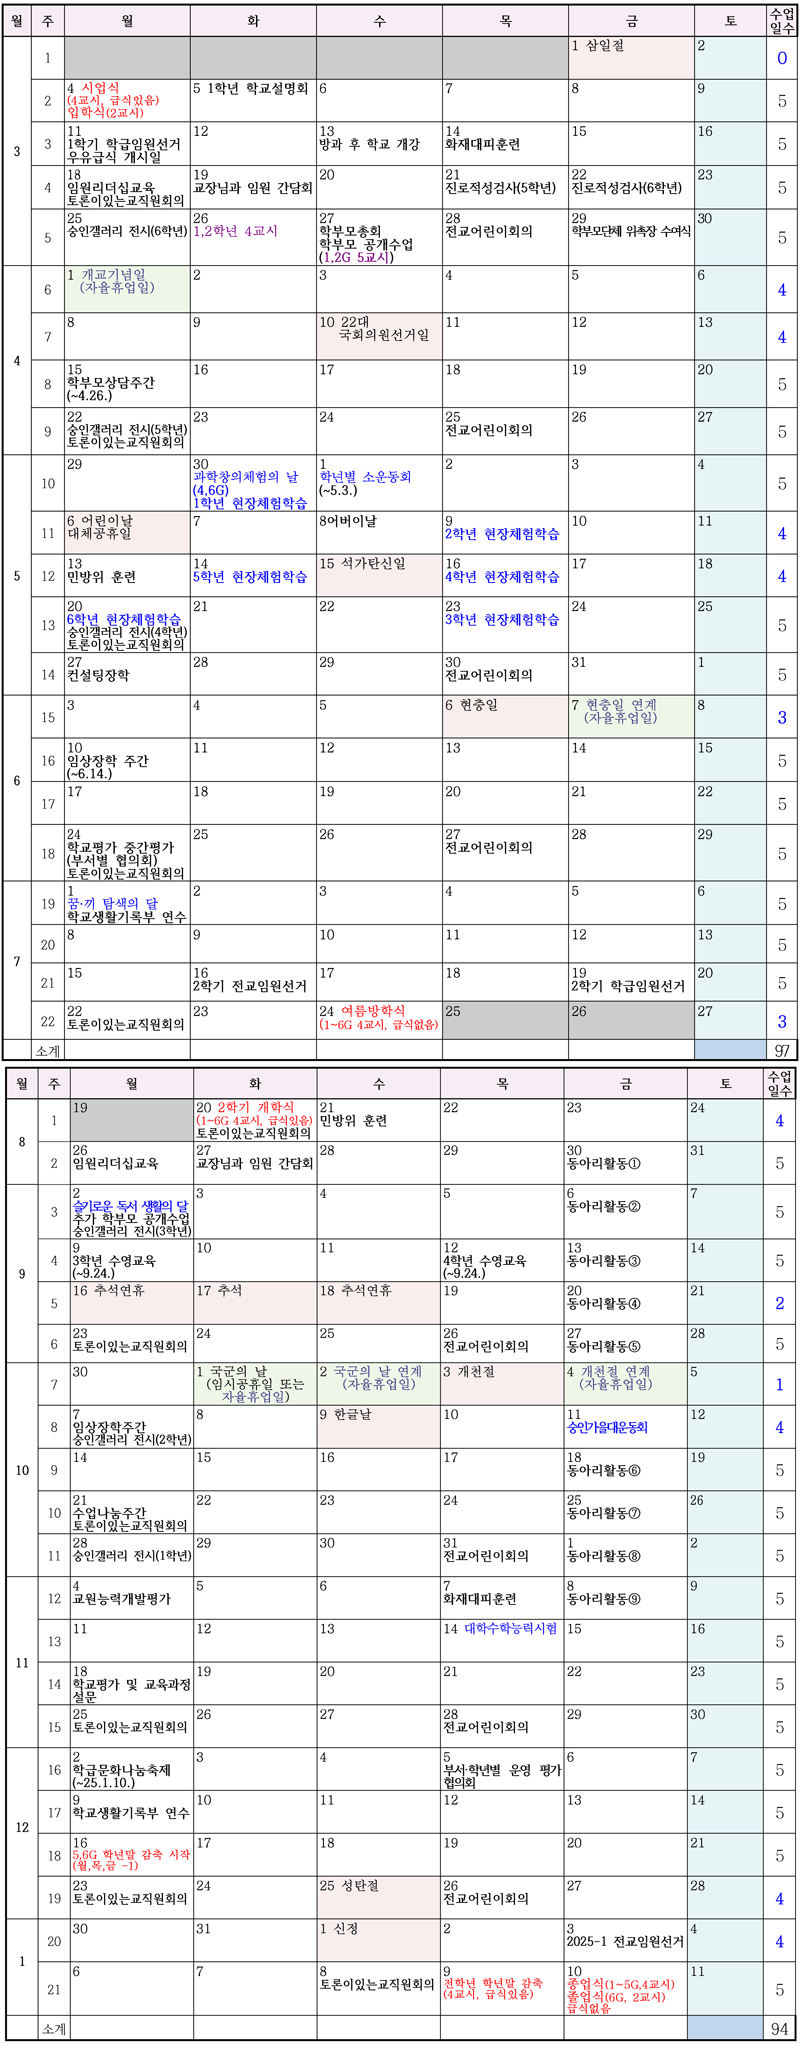 월 주 월 화 수 목 금 토 수업
일수
3
1 1 삼일절 2 0
2 4 시업식 5 1학년 학교설명회 6 7 8 9 5
(4교시, 급식있음)
입학식(2교시)
3 11 12 13 14 15 16 5
1학기 학급임원선거 방과 후 학교 개강 화재대피훈련
우유급식 개시일
4 18 19 20 21 22 23 5
임원리더십교육 교장님과 임원 간담회 진로적성검사(5학년) 진로적성검사(6학년)
토론이있는교직원회의
5 25 26 27 28 29 30 5
숭인갤러리 전시(6학년) 1,2학년 4교시 학부모총회 전교어린이회의 학부모단체 위촉장 수여식
학부모 공개수업
(1,2G 5교시)
4
6 1 개교기념일 2 3 4 5 6 4
(자율휴업일)
7 8 9 10 22대 11 12 13 4
국회의원선거일
8 15 16 17 18 19 20 5
학부모상담주간
(~4.26.)
9 22 23 24 25 26 27 5
숭인갤러리 전시(5학년) 전교어린이회의
토론이있는교직원회의
5
10 29 30 1 2 3 4 5
과학창의체험의 날 학년별 소운동회
(4,6G) (~5.3.)
1학년 현장체험학습
11 6 어린이날 7 8어버이날 9 10 11 4
대체공휴일 2학년 현장체험학습
12 13 14 15 석가탄신일 16 17 18 4
민방위 훈련 5학년 현장체험학습 4학년 현장체험학습
13 20 21 22 23 24 25 5
6학년 현장체험학습 3학년 현장체험학습
숭인갤러리 전시(4학년)
토론이있는교직원회의
14 27 28 29 30 31 1 5
컨설팅장학 전교어린이회의
6
15 3 4 5 6 현충일 7 현충일 연계 8 3
(자율휴업일)
16 10 11 12 13 14 15 5
임상장학 주간
(~6.14.)
17 17 18 19 20 21 22 5
18 24 25 26 27 28 29 5
학교평가 중간평가 전교어린이회의
(부서별 협의회)
토론이있는교직원회의
7
19 1 2 3 4 5 6 5
꿈·끼 탐색의 달
학교생활기록부 연수
20 8 9 10 11 12 13 5
21 15 16 17 18 19 20 5
2학기 전교임원선거 2학기 학급임원선거
22 22 23 24 여름방학식 25 26 27 3
토론이있는교직원회의 (1~6G 4교시, 급식없음)
소계 97
월 주 월 화 수 목 금 토 수업
일수
8
1 19 20 2학기 개학식 21 22 23 24 4
(1~6G 4교시, 급식있음) 민방위 훈련
토론이있는교직원회의
2 26 27 28 29 30 31 5
임원리더십교육 교장님과 임원 간담회 동아리활동①
9
3 2 3 4 5 6 7 5
슬기로운 독서 생활의 달 동아리활동②
추가 학부모 공개수업
숭인갤러리 전시(3학년)
4 9 10 11 12 13 14 5
3학년 수영교육 4학년 수영교육 동아리활동③
(~9.24.) (~9.24.)
5 16 추석연휴 17 추석 18 추석연휴 19 20 21 2
동아리활동④
6 23 24 25 26 27 28 5
토론이있는교직원회의 전교어린이회의 동아리활동⑤
10
7 30 1 국군의 날 2 국군의 날 연계 3 개천절 4 개천절 연계 5 1
(임시공휴일 또는 (자율휴업일) (자율휴업일)
자율휴업일)
8 7 8 9 한글날 10 11 12 4
임상장학주간 숭인가을대운동회
숭인갤러리 전시(2학년)
9 14 15 16 17 18 19 5
동아리활동⑥
10 21 22 23 24 25 26 5
수업나눔주간 동아리활동⑦
토론이있는교직원회의
11 28 29 30 31 1 2 5
숭인갤러리 전시(1학년) 전교어린이회의 동아리활동⑧
11
12 4 5 6 7 8 9 5
교원능력개발평가 화재대피훈련 동아리활동⑨
13 11 12 13 14 대학수학능력시험 15 16 5
14 18 19 20 21 22 23 5
학교평가 및 교육과정
설문
15 25 26 27 28 29 30 5
토론이있는교직원회의 전교어린이회의
12
16 2 3 4 5 6 7 5
학급문화나눔축제 부서·학년별 운영 평가
(~25.1.10.) 협의회
17 9 10 11 12 13 14 5
학교생활기록부 연수
18 16 17 18 19 20 21 5
5,6G 학년말 감축 시작
(월,목,금 -1)
19 23 24 25 성탄절 26 27 28 4
토론이있는교직원회의 전교어린이회의
1
20 30 31 1 신정 2 3 4 4
2025-1 전교임원선거
21 6 7 8 9 10 11 5
토론이있는교직원회의 전학년 학년말 감축 종업식(1~5G,4교시)
(4교시, 급식있음) 졸업식(6G, 2교시)
급식없음
소계 94